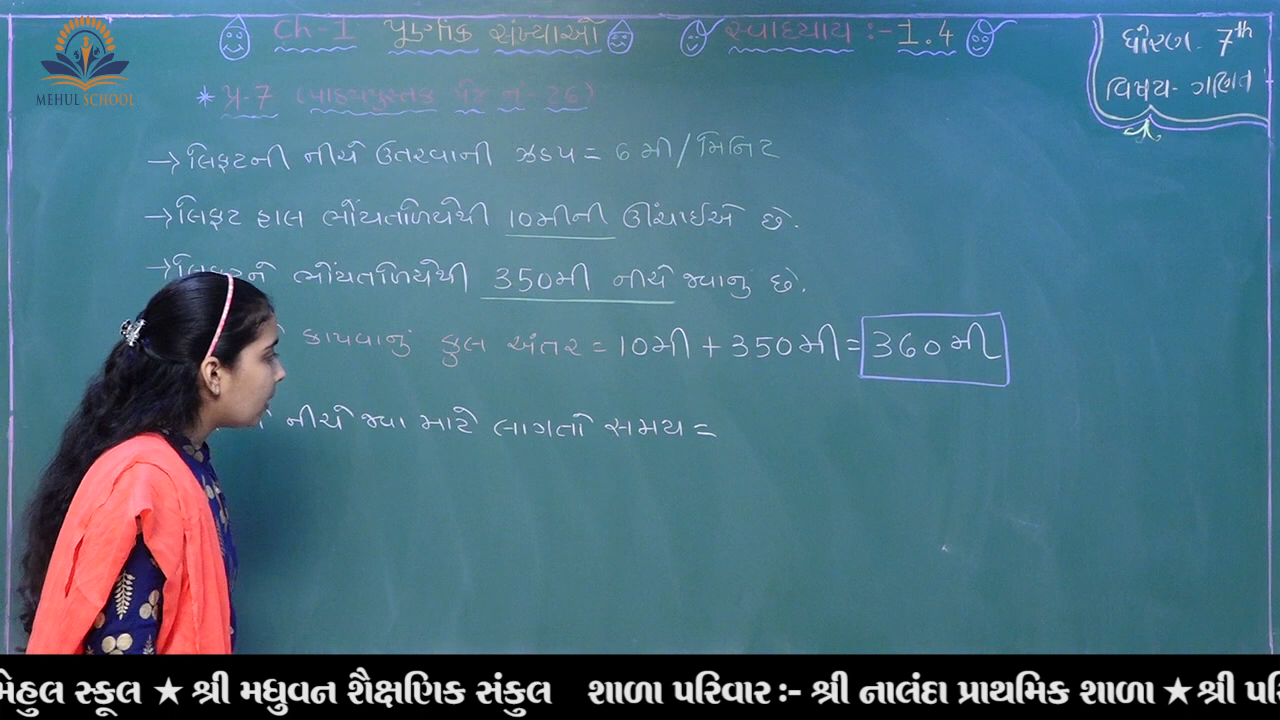 Ch-1 પૂર્ણાંક સંખ્યાઓ સ્વાધ્યાય :- 1.4
ધોરણ - 7th
વિષય - ગણિત
MEHUL SCHOOL
* પ્ર-7 (પાઠ્યપુસ્તક પેજ નં - 26)
→ લિફ્ટની નીચે ઉતરવાની ઝડપ = 6 મી/મિનિટ
→ લિફ્ટ હાલ ભોંયતળિયેથી 10મીની ઊંચાઈએ છે.
→ લિફ્ટને ભોંયતળિયેથી 350મી નીચે જવાનું છે.
કાપવાનું કુલ અંતર = 10મી + 350મી = 360મી
નીચે જવા માટે લાગતો સમય =
મેહુલ સ્કૂલ ★ શ્રી મધુવન શૈક્ષણિક સંકુલ શાળા પરિવાર :- શ્રી નાલંદા પ્રાથમિક શાળા ★ શ્રી